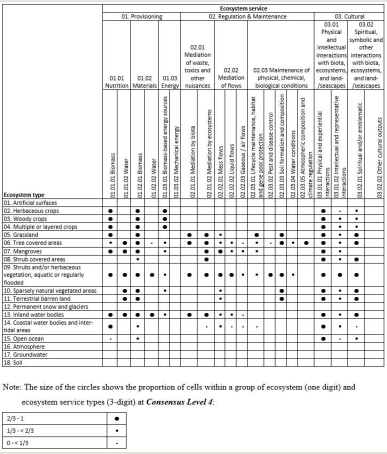 Ecosystem service
01. Provisioning
02. Regulation & Maintenance
03. Cultural
01.01
Nutrition
01.02
Materials
01.03
Energy
02.01
Mediation
of waste,
toxics and
other
nuisances
02.02
Mediation
of flows
02.03 Maintenance of
physical, chemical,
biological conditions
03.01
Physical
and
intellectual
interactions
with biota,
ecosystems,
and land-
/seascapes
03.02
Spiritual,
symbolic and
other
interactions
with biota,
ecosystems,
and land-
/seascapes
Ecosystem type
01.01.01 Biomass
01.01.02 Water
01.02.01 Biomass
01.02.02 Water
01.03.01 Biomass-based energy sources
01.03.02 Mechanical energy
02.01.01 Mediation by biota
02.01.02 Mediation by ecosystems
02.02.01 Mass flows
02.02.02 Liquid flows
02.02.03 Gaseous / air flows
02.03.01 Lifecycle maintenance, habitat
and gene pool protection
02.03.02 Pest and disease control
02.03.03 Soil formation and composition
02.03.04 Water conditions
02.03.05 Atmospheric composition and
climate regulation
03.01.01 Physical and experiential
interactions
03.01.02 Intellectual and representative
interactions
03.02.01 Spiritual and/or emblematic
03.02.02 Other cultural outputs
01. Artificial surfaces
02. Herbaceous crops
03. Woody crops
04. Multiple or layered crops
05. Grassland
06. Tree covered areas
07. Mangroves
08. Shrub covered areas
09. Shrubs and/or herbaceous
vegetation, aquatic or regularly
flooded
10. Sparsely natural vegetated areas
11. Terrestrial barren land
12. Permanent snow and glaciers
13. Inland water bodies
14. Coastal water bodies and inter-
tidal areas
15. Open ocean
16. Atmosphere
17. Groundwater
18. Soil
Note: The size of the circles shows the proportion of cells within a group of ecosystem (one digit) and
ecosystem service types (3-digit) at Consensus Level 4:
2/3 - 1
1/3 - < 2/3
0 - < 1/3